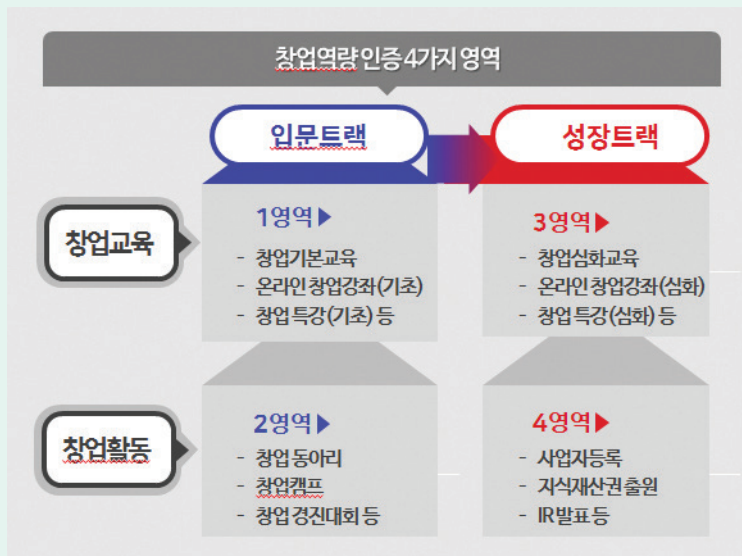 창업역량 인증 4가지 영역
입문트랙
성장트랙
창업교육
1영역▶
- 창업기본교육
- 온라인 창업강좌(기초)
- 창업 특강(기초) 등
3영역▶
- 창업심화교육
- 온라인 창업강좌(심화)
- 창업 특강(심화) 등
창업활동
2영역▶
- 창업 동아리
- 창업캠프
- 창업 경진대회 등
4영역▶
- 사업자등록
- 지식재산권 출원
- IR발표 등